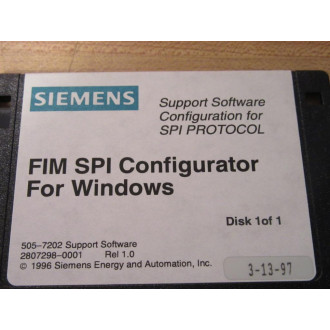 SIEMENS
Support Software
Configuration for
SPI PROTOCOL
FIM SPI Configurator
For Windows
Disk 1of 1
505-7202 Support Software
2807298-0001 Rel 1.0
© 1996 Siemens Energy and Automation, Inc.
3-13-97